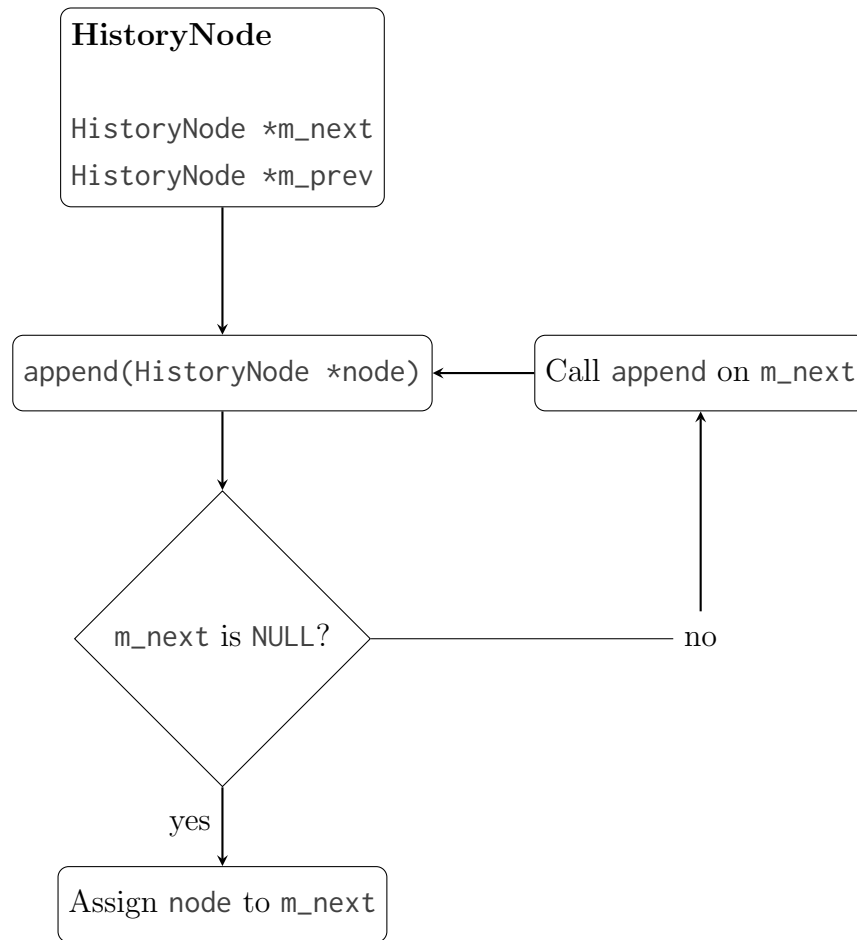 HistoryNode
HistoryNode *m_next
HistoryNode *m_prev
append(HistoryNode *node)
Call append on m_next
m_next is NULL?
no
yes
Assign node to m_next